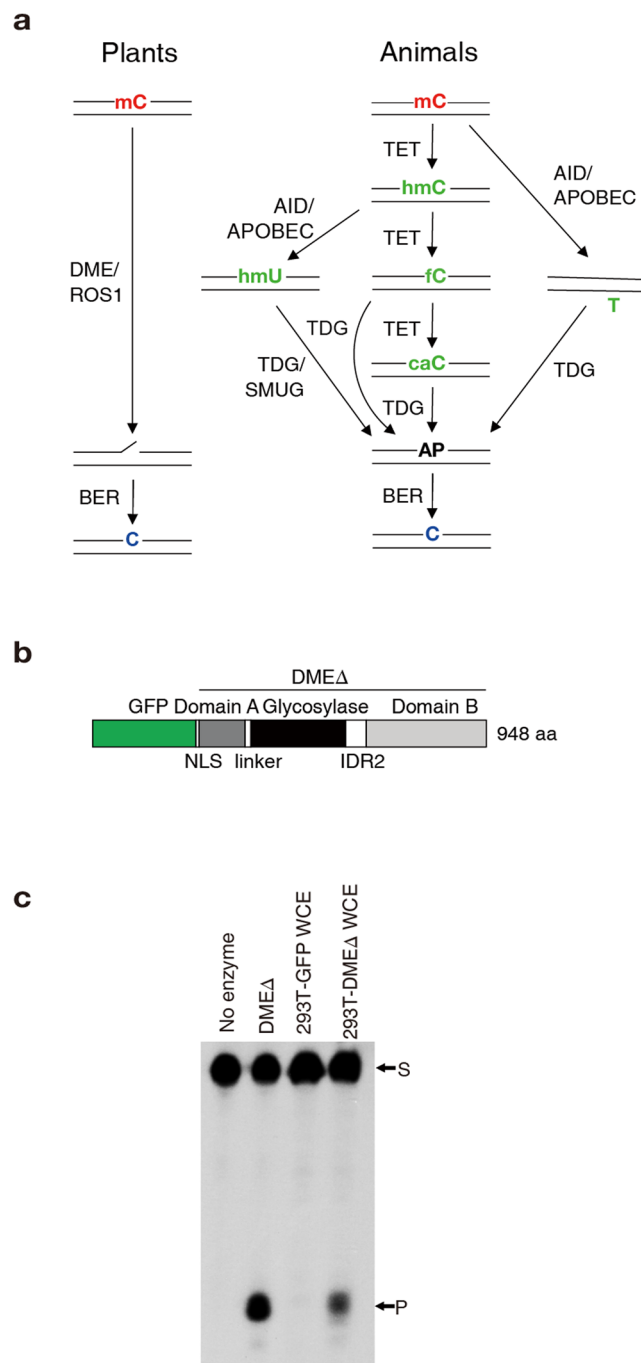 a
Plants
Animals
mC
mC
TET
hmC
AID/
APOBEC
AID/
APOBEC
TET
DME/
ROS1
hmU
fC
T
TDG
TET
TDG/
SMUG
caC
TDG
TDG
AP
BER
BER
C
C
b
DMEΔ
GFP Domain A Glycosylase Domain B
948 aa
NLS linker IDR2
c
No enzyme
DMEΔ
293T-GFP WCE
293T-DMEΔ WCE
S
P